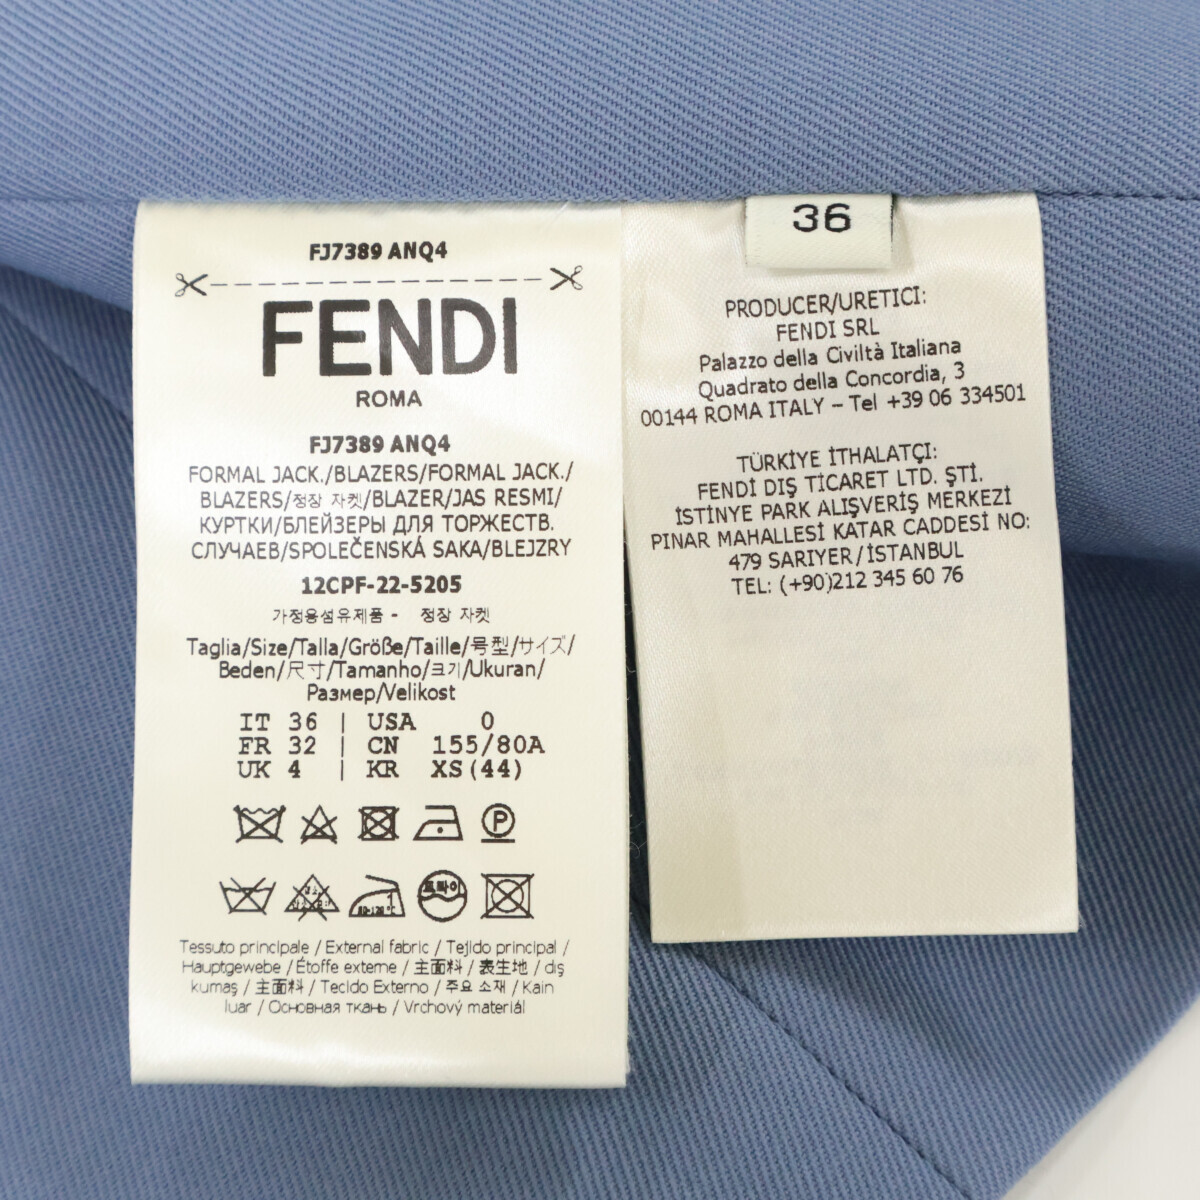 FJ7389 ANQ4
FENDI
ROMA
FJ7389 ANQ4
FORMAL JACK./BLAZERS/FORMAL JACK./
BLAZERS/정장 자켓/BLAZER/JAS RESMI/
КУРТКИ/БЛЕЙЗЕРЫ ДЛЯ ТОРЖЕСТВ.
СЛУЧАЕВ/SPOLEČENSKÁ SAKA/BLEJZRY
12CPF-22-5205
가정용섬유제품 - 정장 자켓
Taglia/Size/Talla/Größe/Taille/号型/サイズ/
Beden/尺寸/Tamanho/크기/Ukuran/
Размер/Velikost
IT 36 | USA 0
FR 32 | CN 155/80A
UK 4 | KR XS(44)
P
드라이
80-120℃
Tessuto principale / External fabric / Tejido principal /
Hauptgewebe / Étoffe externe / 主面料 / 表生地 / dış
kumaş / 主面料 / Tecido Externo / 주요 소재 / Kain
luar / Основная ткань / Vrchový materiál
36
PRODUCER/URETICI:
FENDI SRL
Palazzo della Civiltà Italiana
Quadrato della Concordia, 3
00144 ROMA ITALY – Tel +39 06 334501
TÜRKİYE İTHALATÇI:
FENDİ DIŞ TİCARET LTD. ŞTİ.
İSTİNYE PARK ALIŞVERİŞ MERKEZİ
PINAR MAHALLESİ KATAR CADDESİ NO:
479 SARIYER/İSTANBUL
TEL: (+90)212 345 60 76